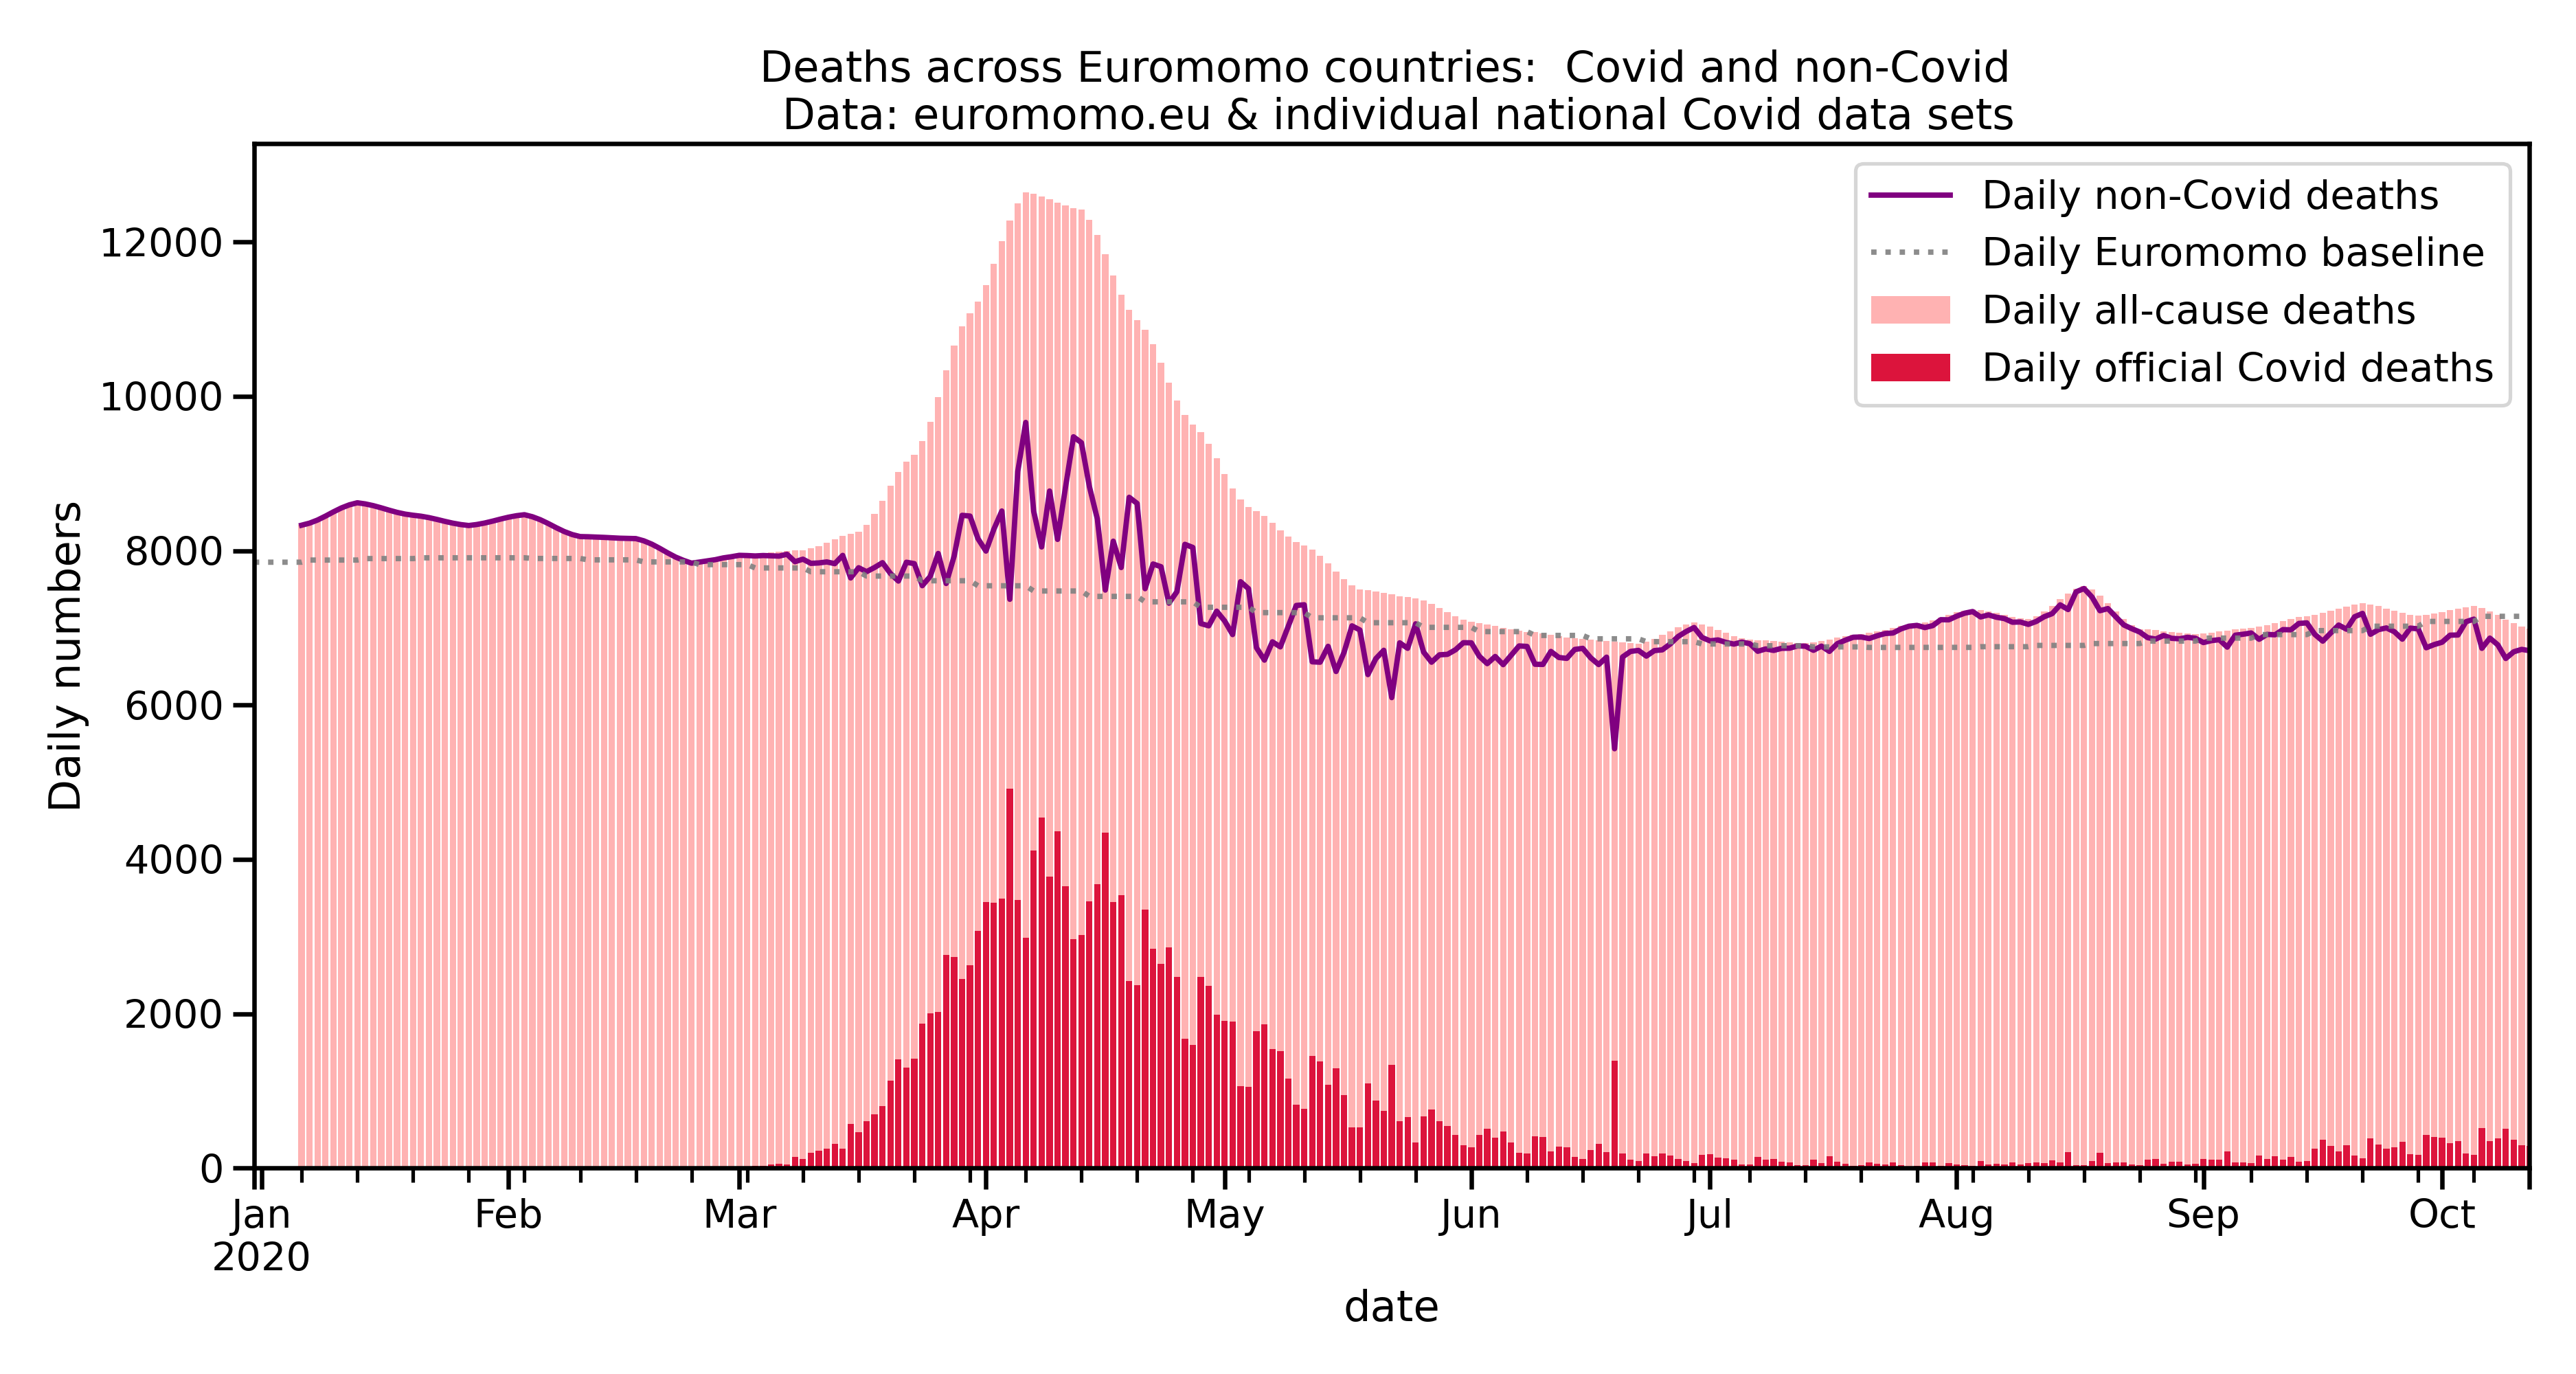 Deaths across Euromomo countries:  Covid and non-Covid
Data: euromomo.eu & individual national Covid data sets
Daily non-Covid deaths
Daily Euromomo baseline
Daily all-cause deaths
Daily official Covid deaths
Daily numbers
12000
10000
8000
6000
4000
2000
0
Jan Feb Mar Apr May Jun Jul Aug Sep Oct
2020
date